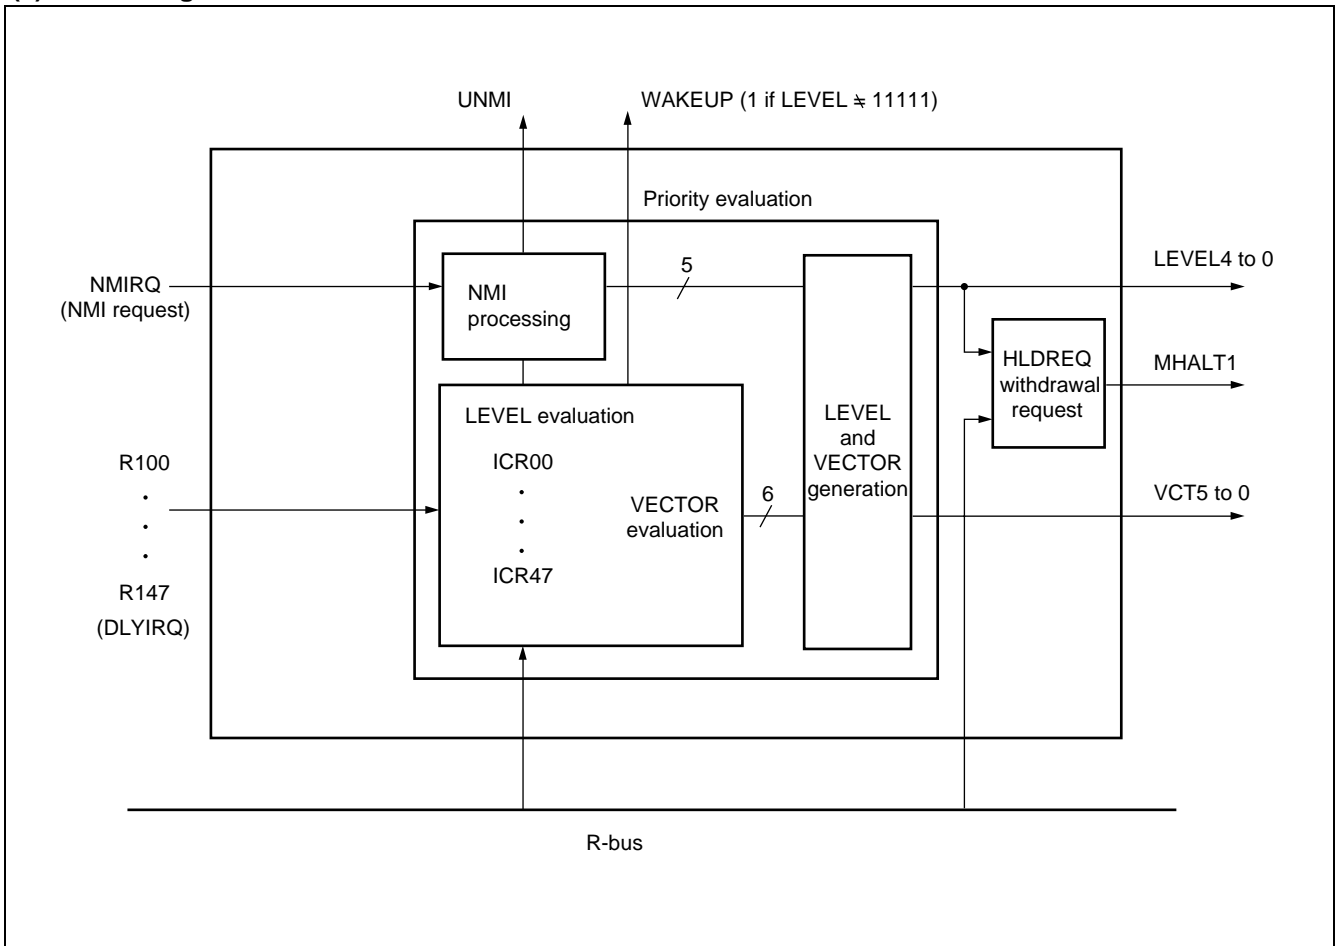 UNMI
WAKEUP (1 if LEVEL ≠ 11111)
Priority evaluation
NMIRQ
(NMI request)
NMI
processing
5
LEVEL4 to 0
HLDREQ
withdrawal
request
MHALT1
LEVEL evaluation
ICR00
.
.
.
ICR47
VECTOR
evaluation
6
LEVEL
and
VECTOR
generation
R100
.
.
.
R147
(DLYIRQ)
VCT5 to 0
R-bus